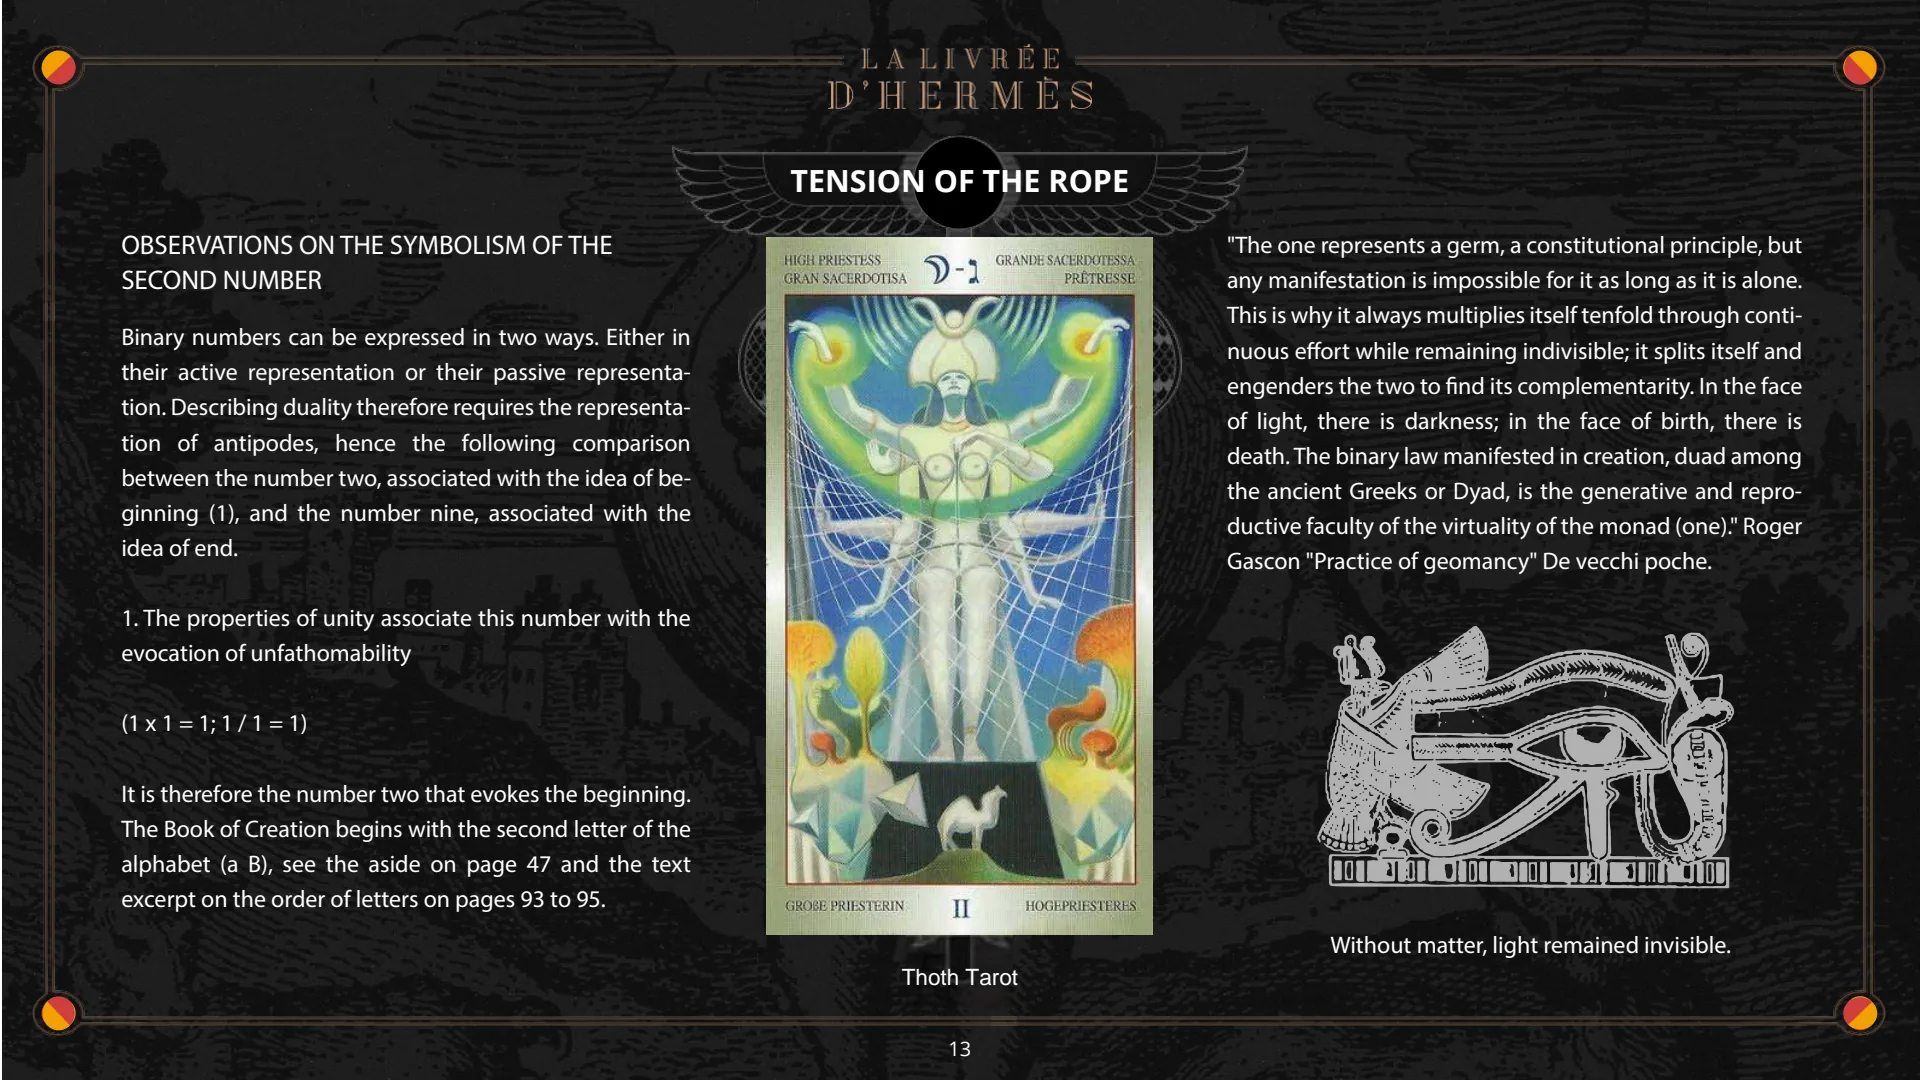 LA LIVRÉE
D'HERMÈS
TENSION OF THE ROPE
OBSERVATIONS ON THE SYMBOLISM OF THE
SECOND NUMBER
Binary numbers can be expressed in two ways. Either in
their active representation or their passive representa-
tion. Describing duality therefore requires the representa-
tion of antipodes, hence the following comparison
between the number two, associated with the idea of be-
ginning (1), and the number nine, associated with the
idea of end.
1. The properties of unity associate this number with the
evocation of unfathomability
(1 x 1 = 1; 1 / 1 = 1)
It is therefore the number two that evokes the beginning.
The Book of Creation begins with the second letter of the
alphabet (a B), see the aside on page 47 and the text
excerpt on the order of letters on pages 93 to 95.
HIGH PRIESTESS
GRAN SACERDOTISA
☽-ג
GRANDE SACERDOTESSA
PRÊTRESSE
GROßE PRIESTERIN
II
HOGEPRIESTERES
Thoth Tarot
"The one represents a germ, a constitutional principle, but
any manifestation is impossible for it as long as it is alone.
This is why it always multiplies itself tenfold through conti-
nuous effort while remaining indivisible; it splits itself and
engenders the two to find its complementarity. In the face
of light, there is darkness; in the face of birth, there is
death. The binary law manifested in creation, duad among
the ancient Greeks or Dyad, is the generative and repro-
ductive faculty of the virtuality of the monad (one)." Roger
Gascon "Practice of geomancy" De vecchi poche.
Without matter, light remained invisible.
13